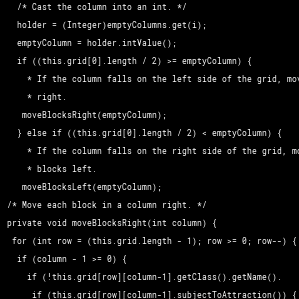 /* Cast the column into an int. */
holder = (Integer)emptyColumns.get(i);
emptyColumn = holder.intValue();
if ((this.grid[0].length / 2) >= emptyColumn) {
* If the column falls on the left side of the grid, mov
* right.
moveBlocksRight(emptyColumn);
} else if ((this.grid[0].length / 2) < emptyColumn) {
* If the column falls on the right side of the grid, mo
* blocks left.
moveBlocksLeft(emptyColumn);
/* Move each block in a column right. */
private void moveBlocksRight(int column) {
for (int row = (this.grid.length - 1); row >= 0; row--) {
if (column - 1 >= 0) {
if (!this.grid[row][column-1].getClass().getName().
if (this.grid[row][column-1].subjectToAttraction()) {